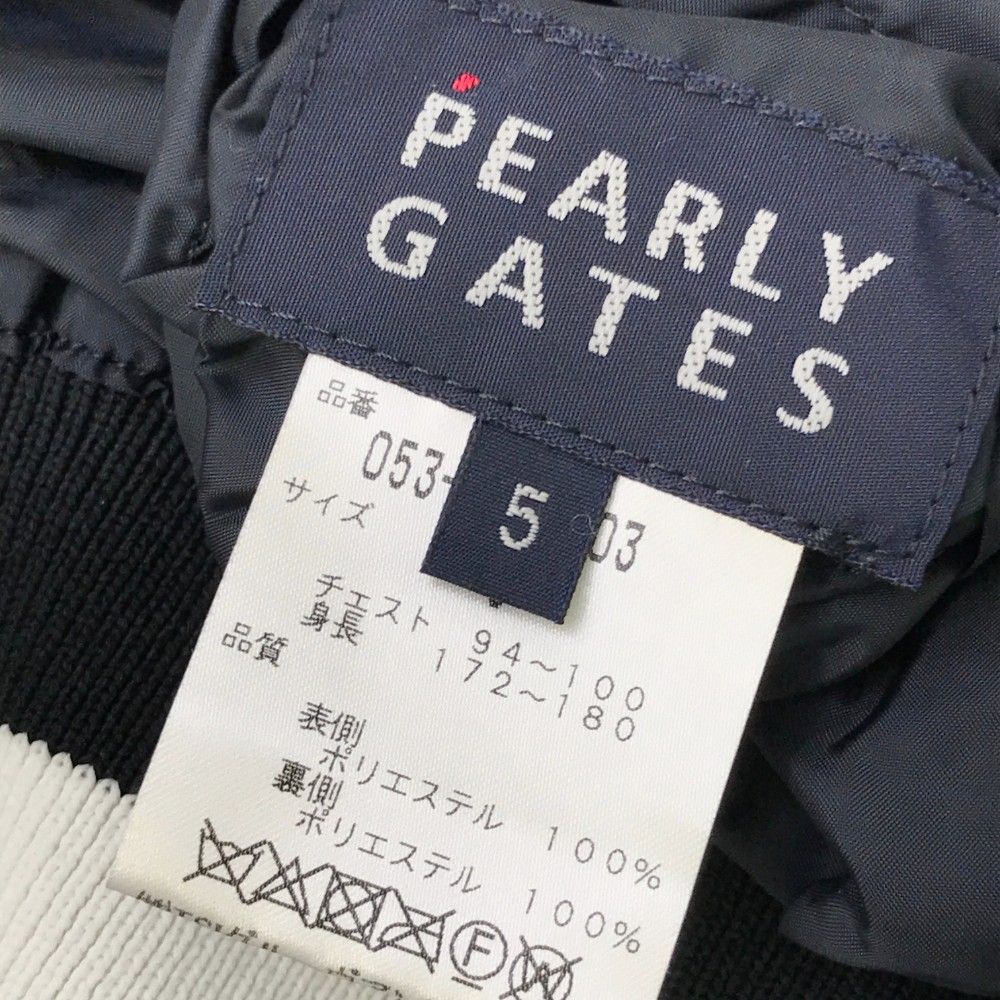 PEARLY
GATES
5
品番
053-
03
サイズ
チェスト 94～100
身長 172～180
品質
表側
ポリエステル 100%
裏側
ポリエステル 100%
F
W